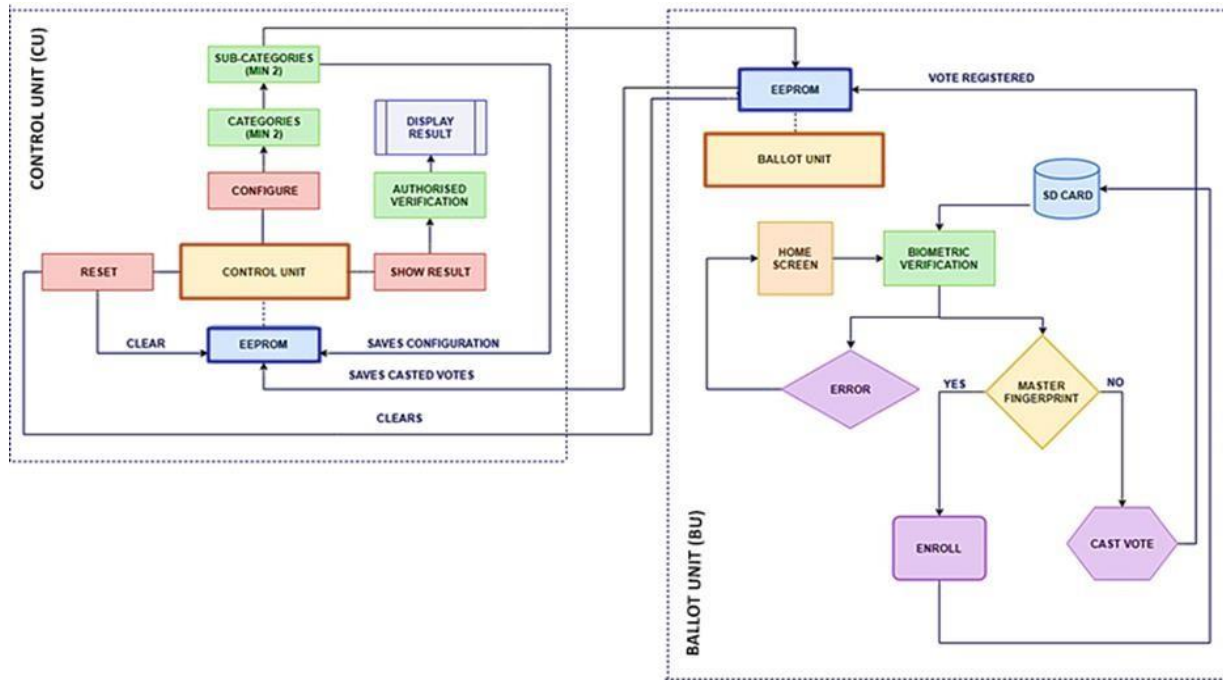 CONTROL UNIT (CU)
SUB-CATEGORIES
(MIN 2)
CATEGORIES
(MIN 2)
CONFIGURE
DISPLAY
RESULT
AUTHORISED
VERIFICATION
RESET
CONTROL UNIT
SHOW RESULT
CLEAR
EEPROM
SAVES CONFIGURATION
SAVES CASTED VOTES
CLEARS
BALLOT UNIT (BU)
EEPROM
VOTE REGISTERED
BALLOT UNIT
SD CARD
HOME
SCREEN
BIOMETRIC
VERIFICATION
ERROR
YES
MASTER
FINGERPRINT
NO
ENROLL
CAST VOTE